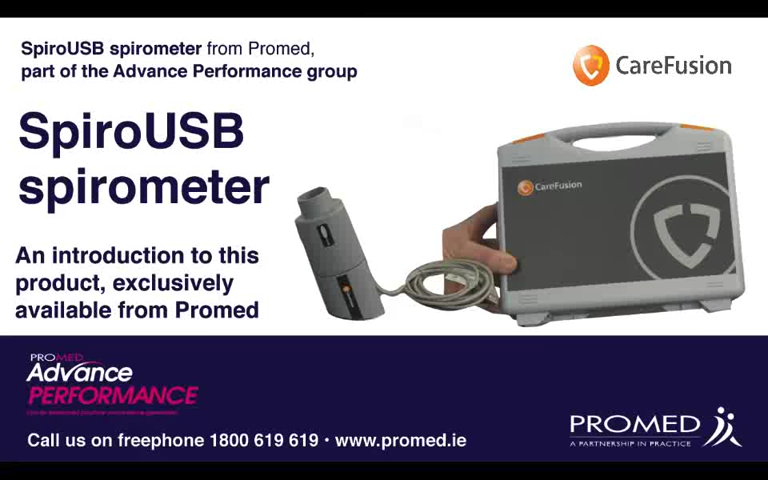 SpiroUSB spirometer from Promed,
part of the Advance Performance group
CareFusion
SpiroUSB
spirometer
CareFusion
An introduction to this
product, exclusively
available from Promed
PROMED
Advance
PERFORMANCE
Call us on freephone 1800 619 619 · www.promed.ie
PROMED
A PARTNERSHIP IN PRACTICE